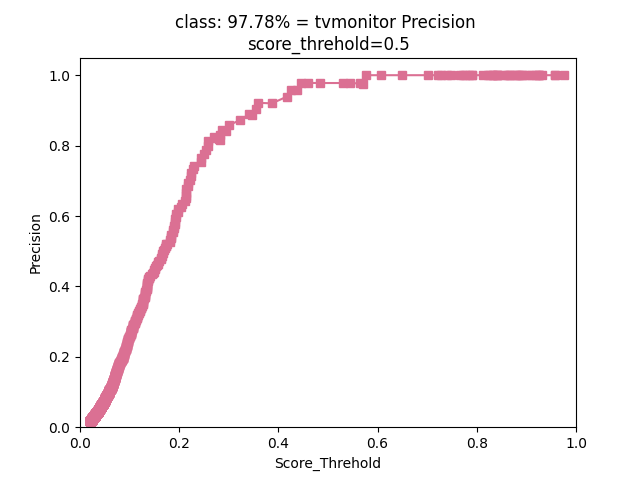 class: 97.78% = tvmonitor Precision
score_threhold=0.5
1.0
0.8
0.6
0.4
0.2
0.0
Precision
0.0 0.2 0.4 0.6 0.8 1.0
Score_Threhold